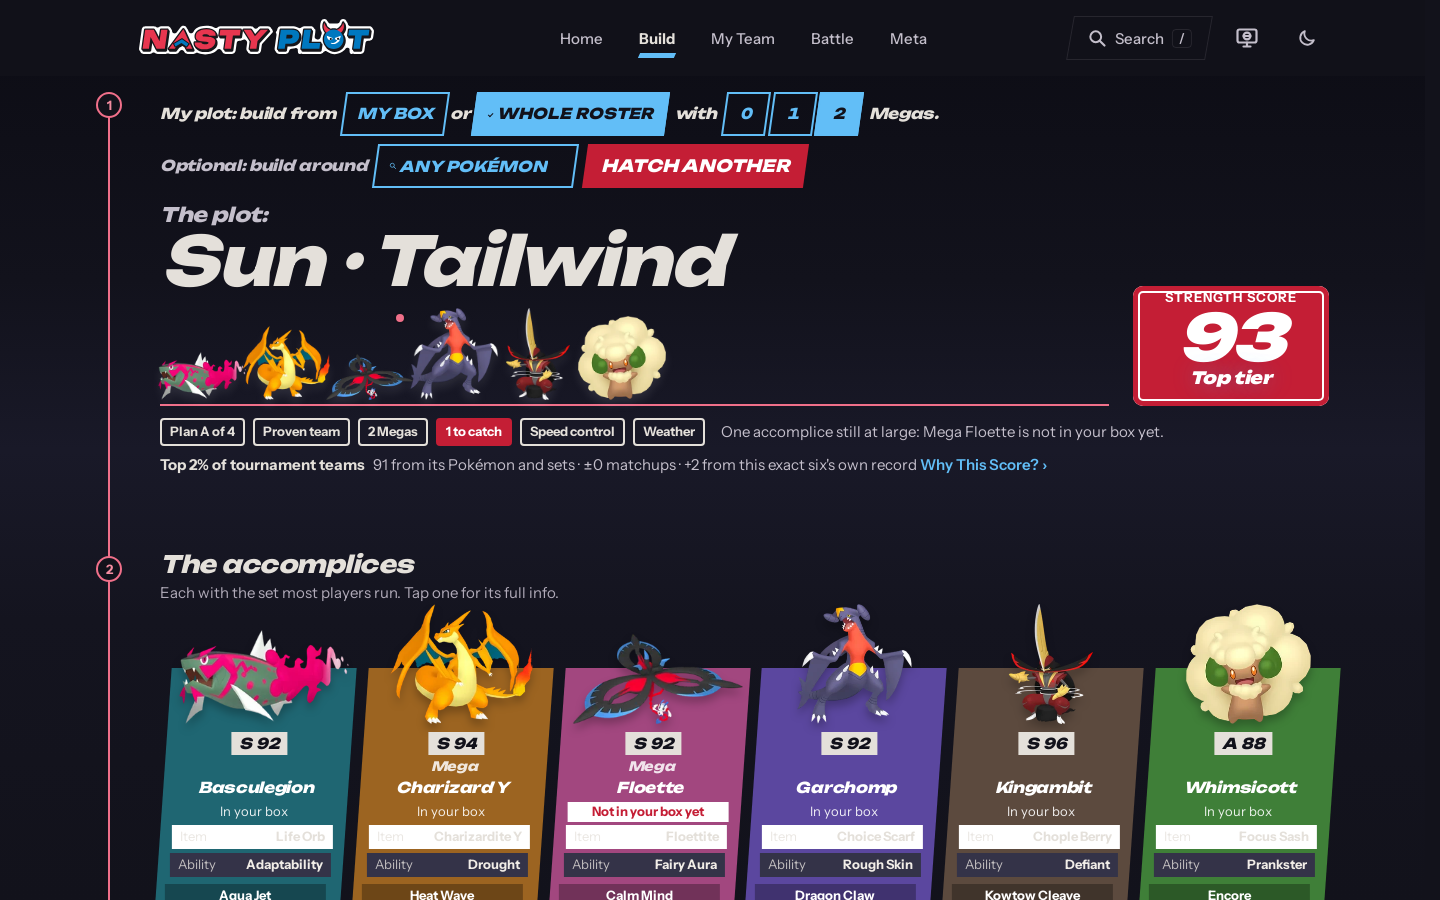 NASTY PLOT
Home Build My Team Battle Meta
Search /
1
My plot: build from MY BOX or WHOLE ROSTER with 0 1 2 Megas.
Optional: build around ANY POKÉMON HATCH ANOTHER
The plot:
Sun · Tailwind
STRENGTH SCORE
93
Top tier
Plan A of 4 Proven team 2 Megas 1 to catch Speed control Weather One accomplice still at large: Mega Floette is not in your box yet.
Top 2% of tournament teams 91 from its Pokémon and sets · ±0 matchups · +2 from this exact six's own record Why This Score? ›
2
The accomplices
Each with the set most players run. Tap one for its full info.
S 92
Basculegion
In your box
Item Life Orb
Ability Adaptability
Aqua Jet
S 94
Mega
Charizard Y
In your box
Item Charizardite Y
Ability Drought
Heat Wave
S 92
Mega
Floette
Not in your box yet
Item Floettite
Ability Fairy Aura
Calm Mind
S 92
Garchomp
In your box
Item Choice Scarf
Ability Rough Skin
Dragon Claw
S 96
Kingambit
In your box
Item Chople Berry
Ability Defiant
Kowtow Cleave
A 88
Whimsicott
In your box
Item Focus Sash
Ability Prankster
Encore